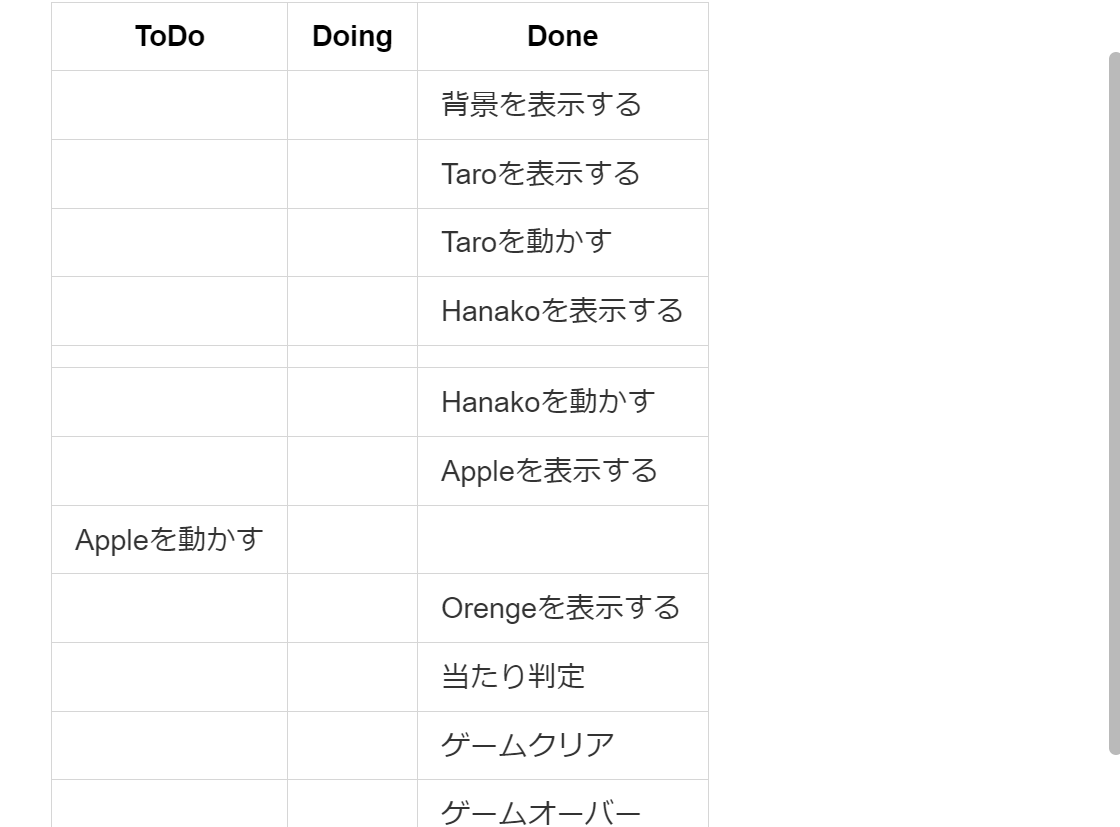 ToDo Doing Done
背景を表示する
Taroを表示する
Taroを動かす
Hanakoを表示する
Hanakoを動かす
Appleを表示する
Appleを動かす
Orengeを表示する
当たり判定
ゲームクリア
ゲームオーバー